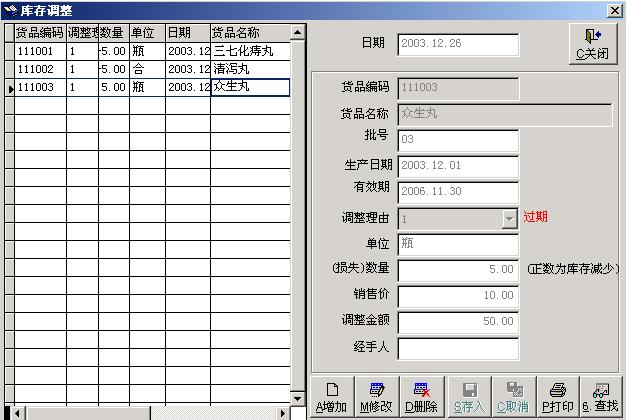 库存调整
货品编码 调整理 数量 单位 日期 货品名称
111001 1 -5.00 瓶 2003.12 三七化痔丸
111002 1 -5.00 合 2003.12 清泻丸
111003 1 5.00 瓶 2003.12 众生丸
日期 2003.12.26
C关闭
货品编码 111003
货品名称 众生丸
批号 03
生产日期 2003.12.01
有效期 2006.11.30
调整理由 1 过期
单位 瓶
(损失)数量 5.00 (正数为库存减少)
销售价 10.00
调整金额 50.00
经手人
A增加 M修改 D删除 S存入 C取消 P打印 6.查找